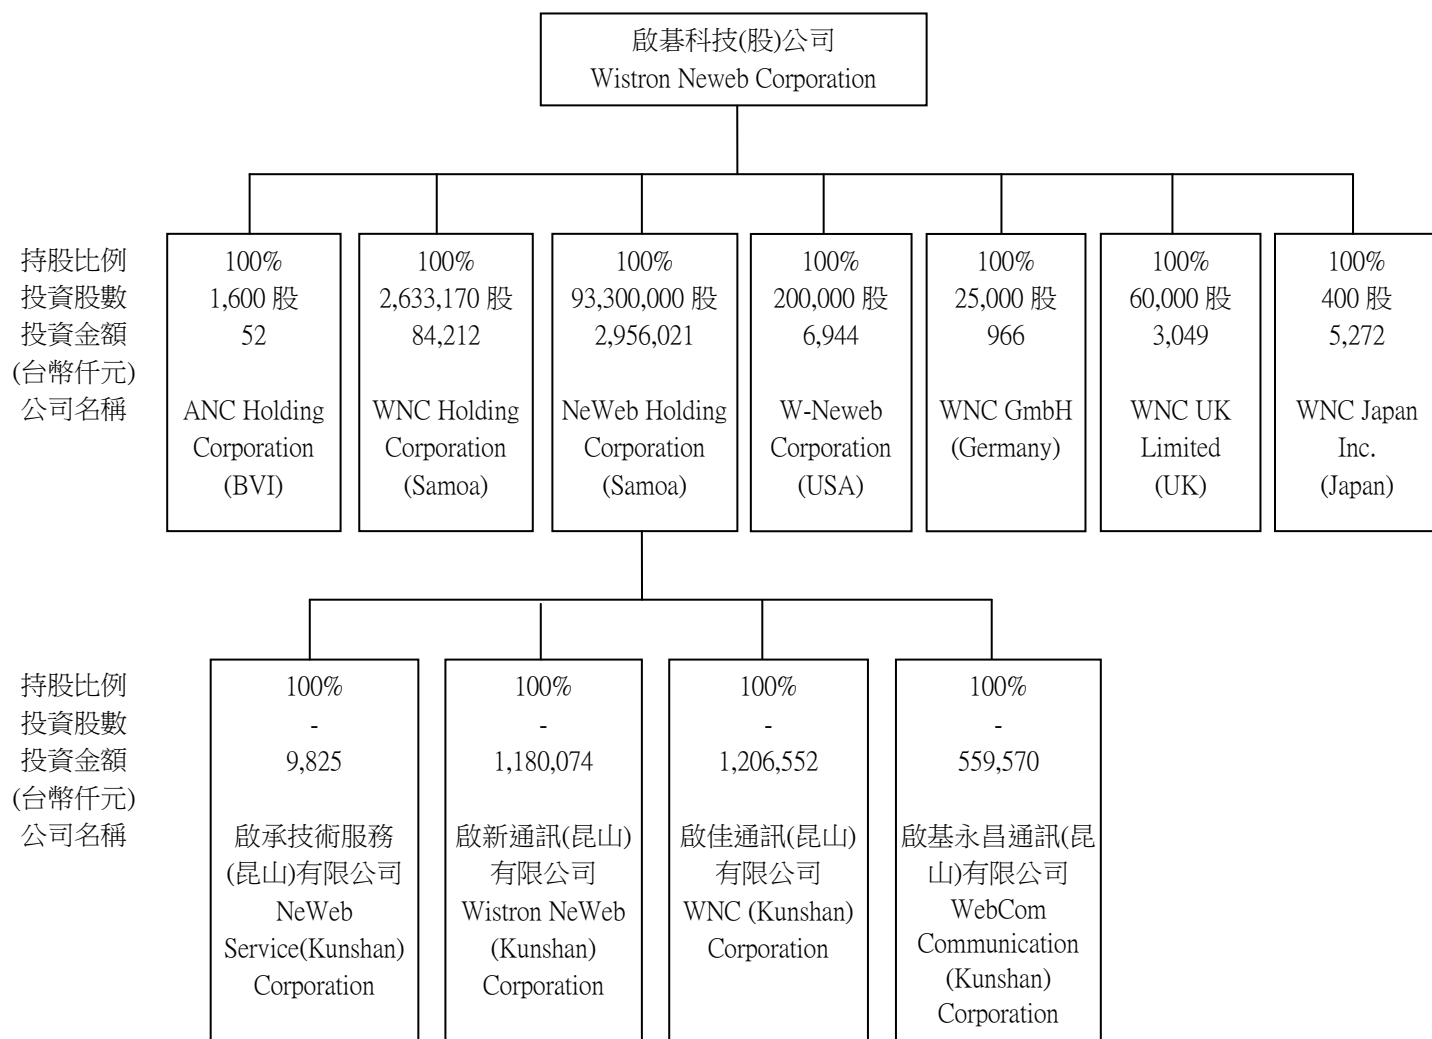 啟碁科技(股)公司
Wistron Neweb Corporation
持股比例 100% 100% 100% 100% 100% 100% 100%
投資股數 1,600 股 2,633,170 股 93,300,000 股 200,000 股 25,000 股 60,000 股 400 股
投資金額 52 84,212 2,956,021 6,944 966 3,049 5,272
(台幣仟元)
公司名稱 ANC Holding WNC Holding NeWeb Holding W-Neweb WNC GmbH WNC UK WNC Japan
Corporation Corporation Corporation Corporation (Germany) Limited Inc.
(BVI) (Samoa) (Samoa) (USA) (UK) (Japan)
持股比例 100% 100% 100% 100%
投資股數 - - - -
投資金額 9,825 1,180,074 1,206,552 559,570
(台幣仟元)
公司名稱 啟承技術服務 啟新通訊(昆山) 啟佳通訊(昆山) 啟基永昌通訊(昆
(昆山)有限公司 有限公司 有限公司 山)有限公司
NeWeb Wistron NeWeb WNC (Kunshan) WebCom
Service(Kunshan) (Kunshan) Corporation Communication
Corporation Corporation (Kunshan)
Corporation